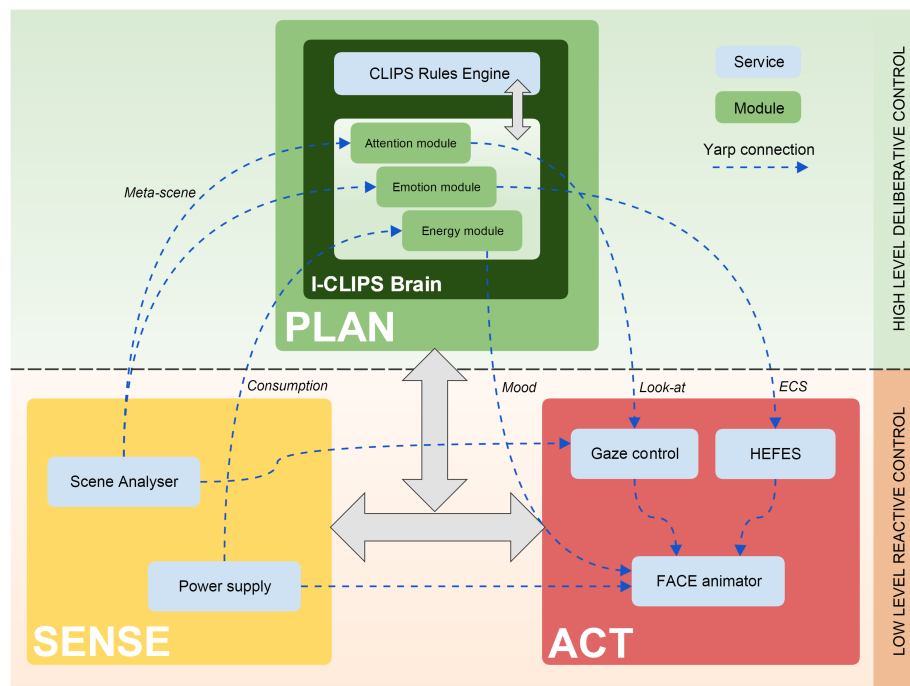 CLIPS Rules Engine
Service
Module
Yarp connection
Attention module
Emotion module
Energy module
Meta-scene
I-CLIPS Brain
PLAN
HIGH LEVEL DELIBERATIVE CONTROL
Consumption
Mood
Look-at
ECS
Scene Analyser
Gaze control
HEFES
Power supply
FACE animator
SENSE
ACT
LOW LEVEL REACTIVE CONTROL